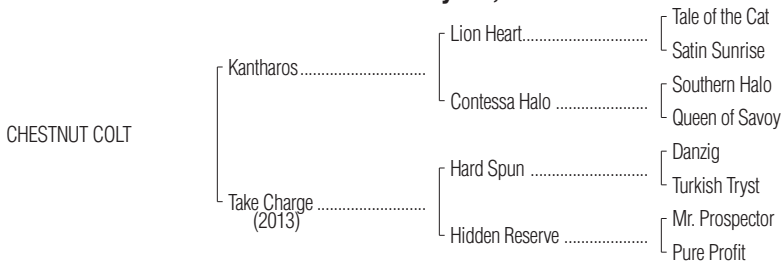 Tale of the Cat
Lion Heart..............................
Satin Sunrise
Kantharos..............................
Southern Halo
Contessa Halo ......................
Queen of Savoy
CHESTNUT COLT
Danzig
Hard Spun ............................
Turkish Tryst
Take Charge..........................
(2013)
Mr. Prospector
Hidden Reserve ....................
Pure Profit